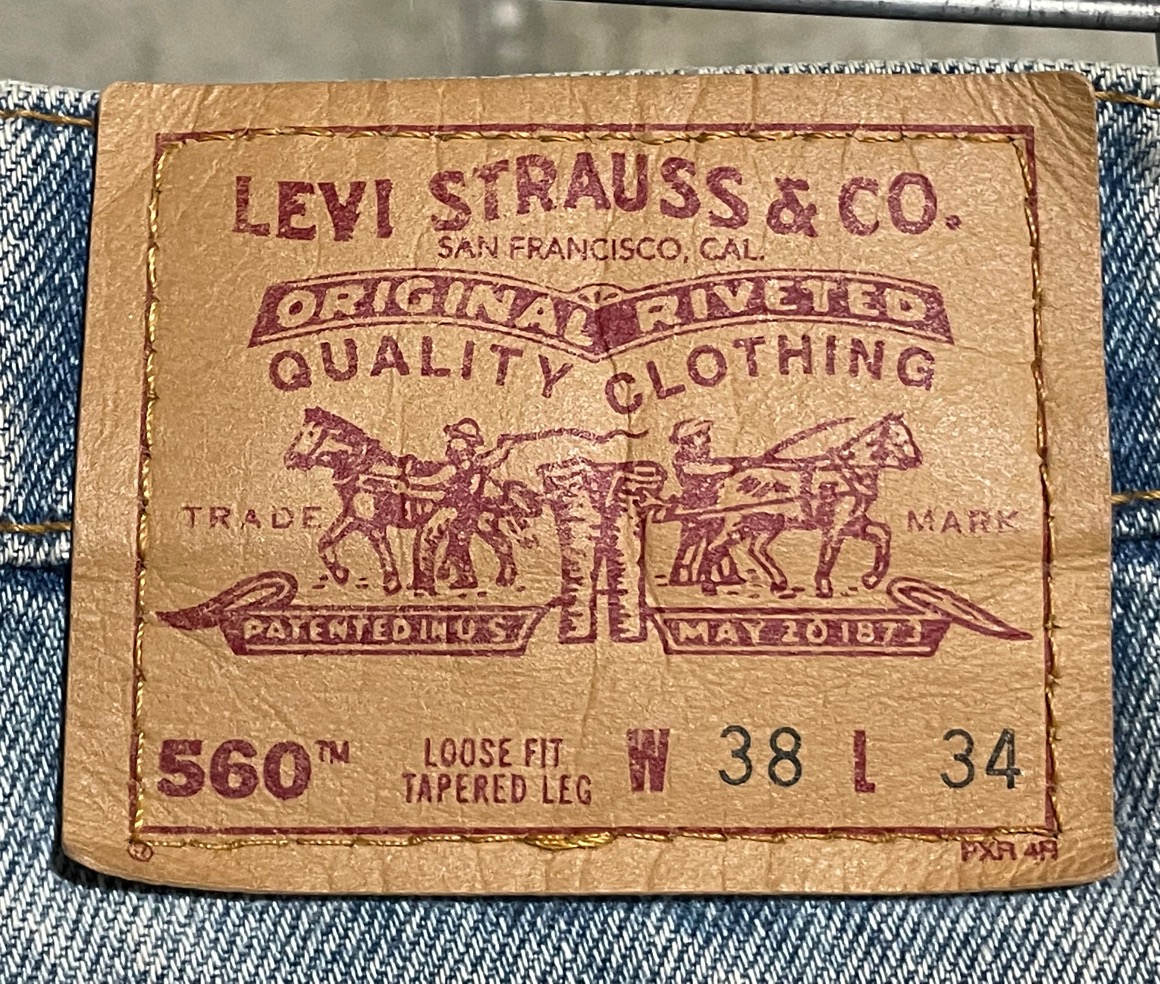 LEVI STRAUSS & CO.
SAN FRANCISCO, CAL.
ORIGINAL RIVETED
QUALITY CLOTHING
TRADE MARK
PATENTED IN U S MAY 20 1873
560™ LOOSE FIT W 38 L 34
TAPERED LEG